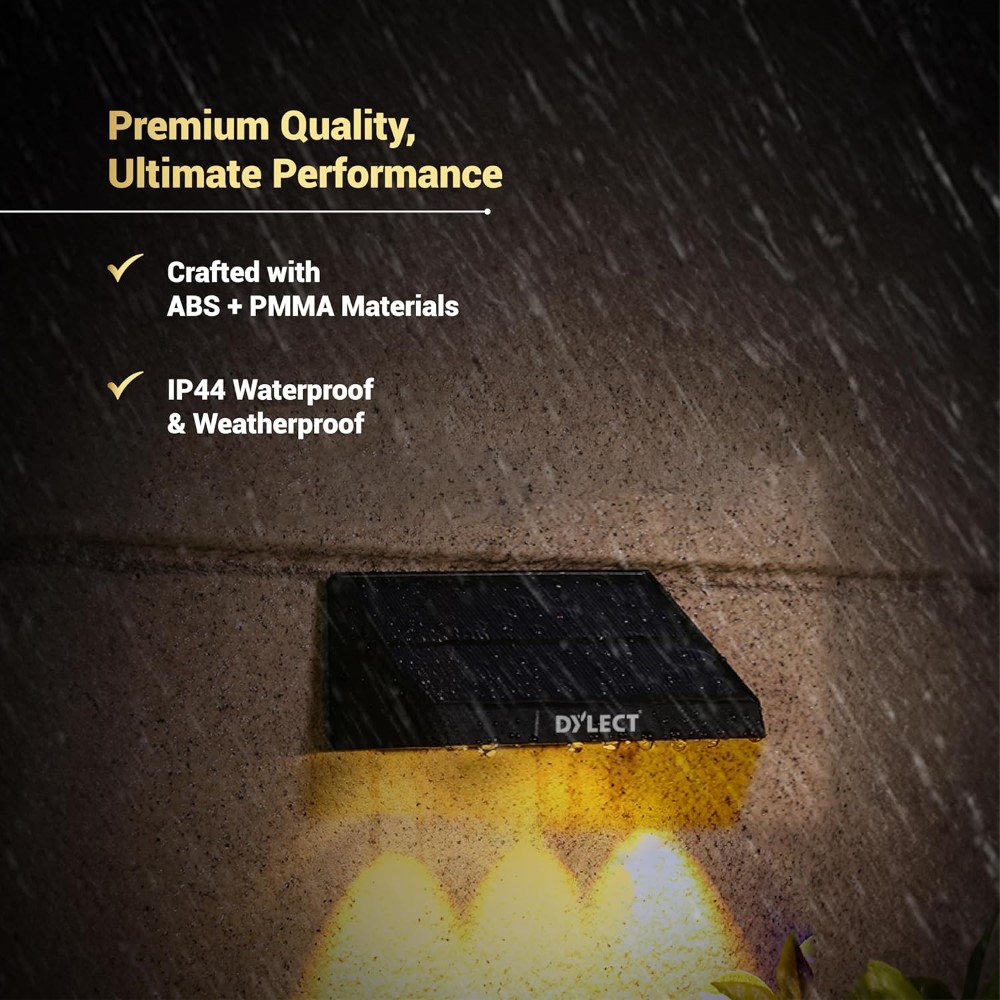 Premium Quality,
Ultimate Performance
Crafted with
ABS + PMMA Materials
IP44 Waterproof
& Weatherproof
DYLECT